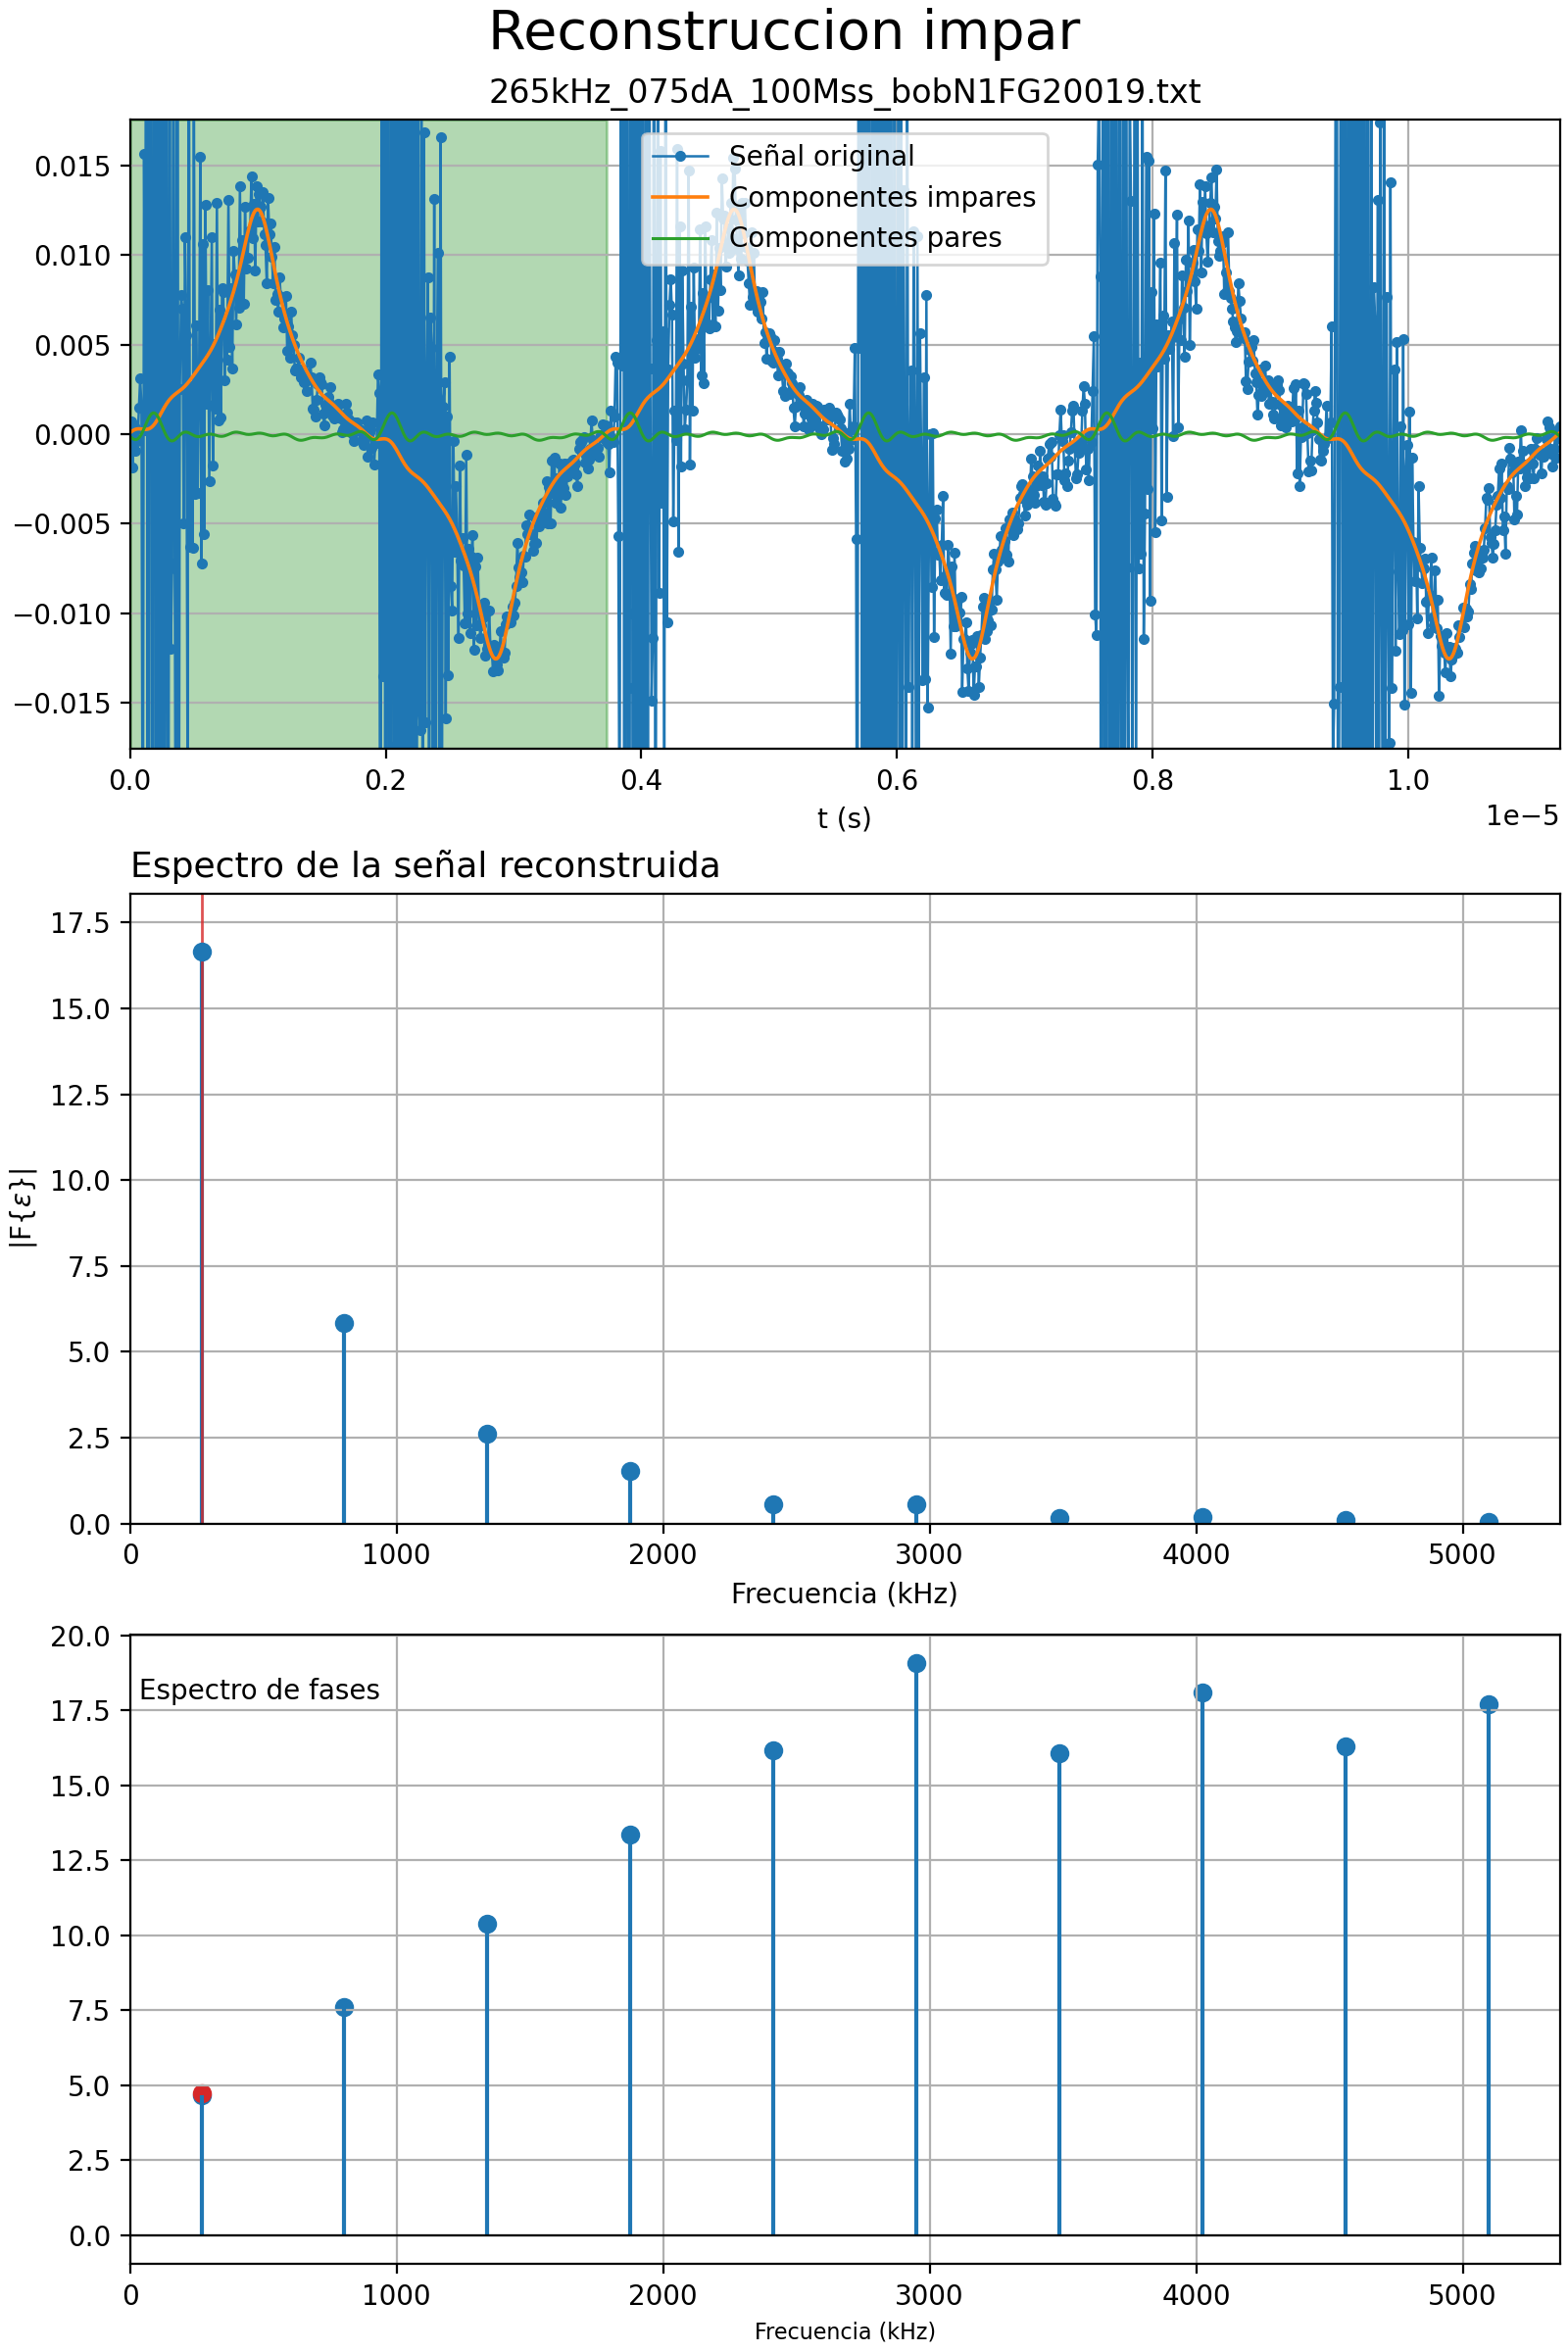 Reconstruccion impar
265kHz_075dA_100Mss_bobN1FG20019.txt
Señal original
Componentes impares
Componentes pares
0.015
0.010
0.005
0.000
−0.005
−0.010
−0.015
0.0 0.2 0.4 0.6 0.8 1.0
t (s)
1e−5
Espectro de la señal reconstruida
17.5
15.0
12.5
10.0
7.5
5.0
2.5
0.0
|F{ε}|
0 1000 2000 3000 4000 5000
Frecuencia (kHz)
Espectro de fases
20.0
17.5
15.0
12.5
10.0
7.5
5.0
2.5
0.0
0 1000 2000 3000 4000 5000
Frecuencia (kHz)